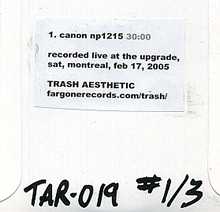 1. canon np1215 30:00
recorded live at the upgrade,
sat, montreal, feb 17, 2005
TRASH AESTHETIC
fargonerecords.com/trash/
TAR-019 #1/3